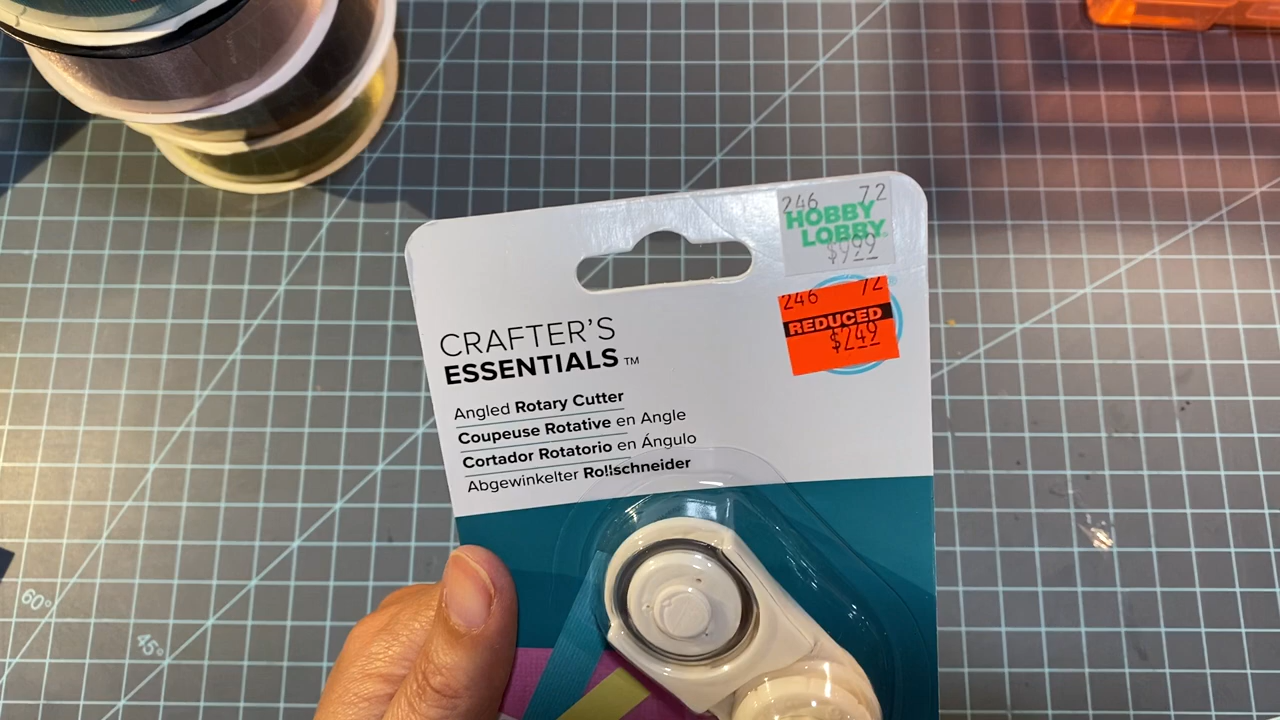 246 72
HOBBY
LOBBY®
$9.99
246 72
REDUCED
$2.49
CRAFTER'S
ESSENTIALS™
Angled Rotary Cutter
Coupeuse Rotative en Angle
Cortador Rotatorio en Ángulo
Abgewinkelter Rollschneider
60°
45°